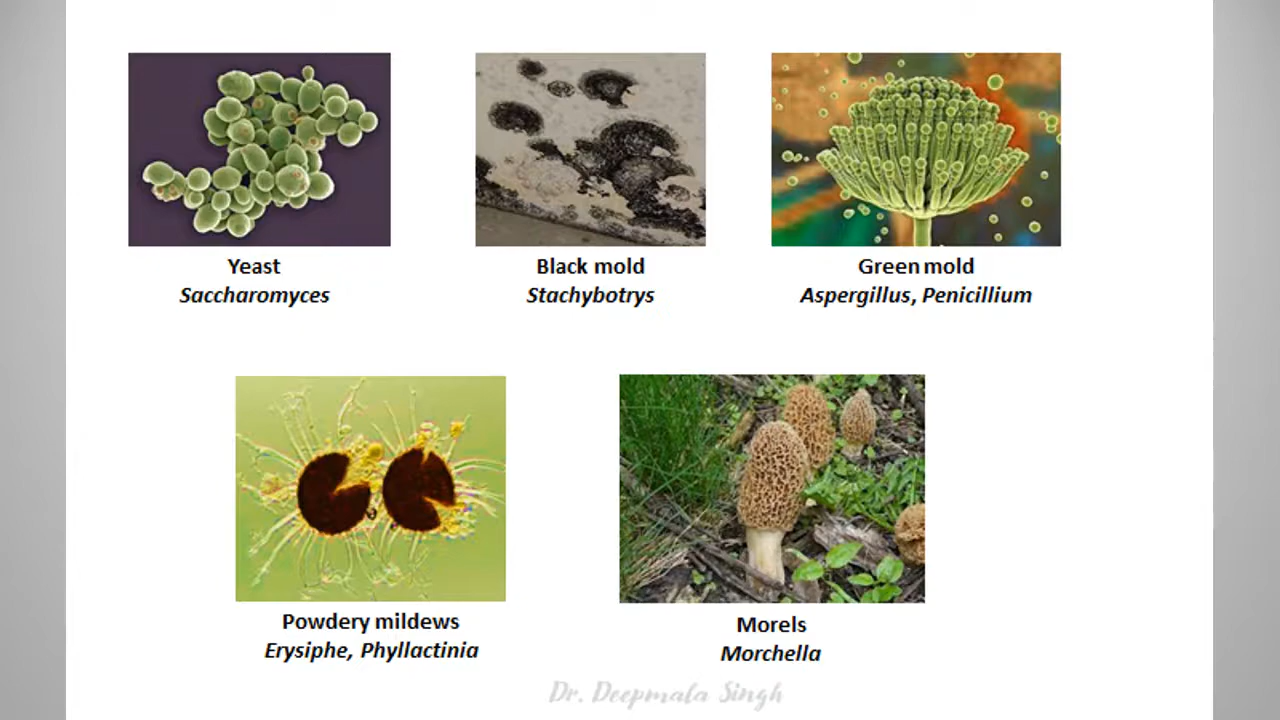 Yeast
Saccharomyces
Black mold
Stachybotrys
Green mold
Aspergillus, Penicillium
Powdery mildews
Erysiphe, Phyllactinia
Morels
Morchella
Dr. Deepmala Singh